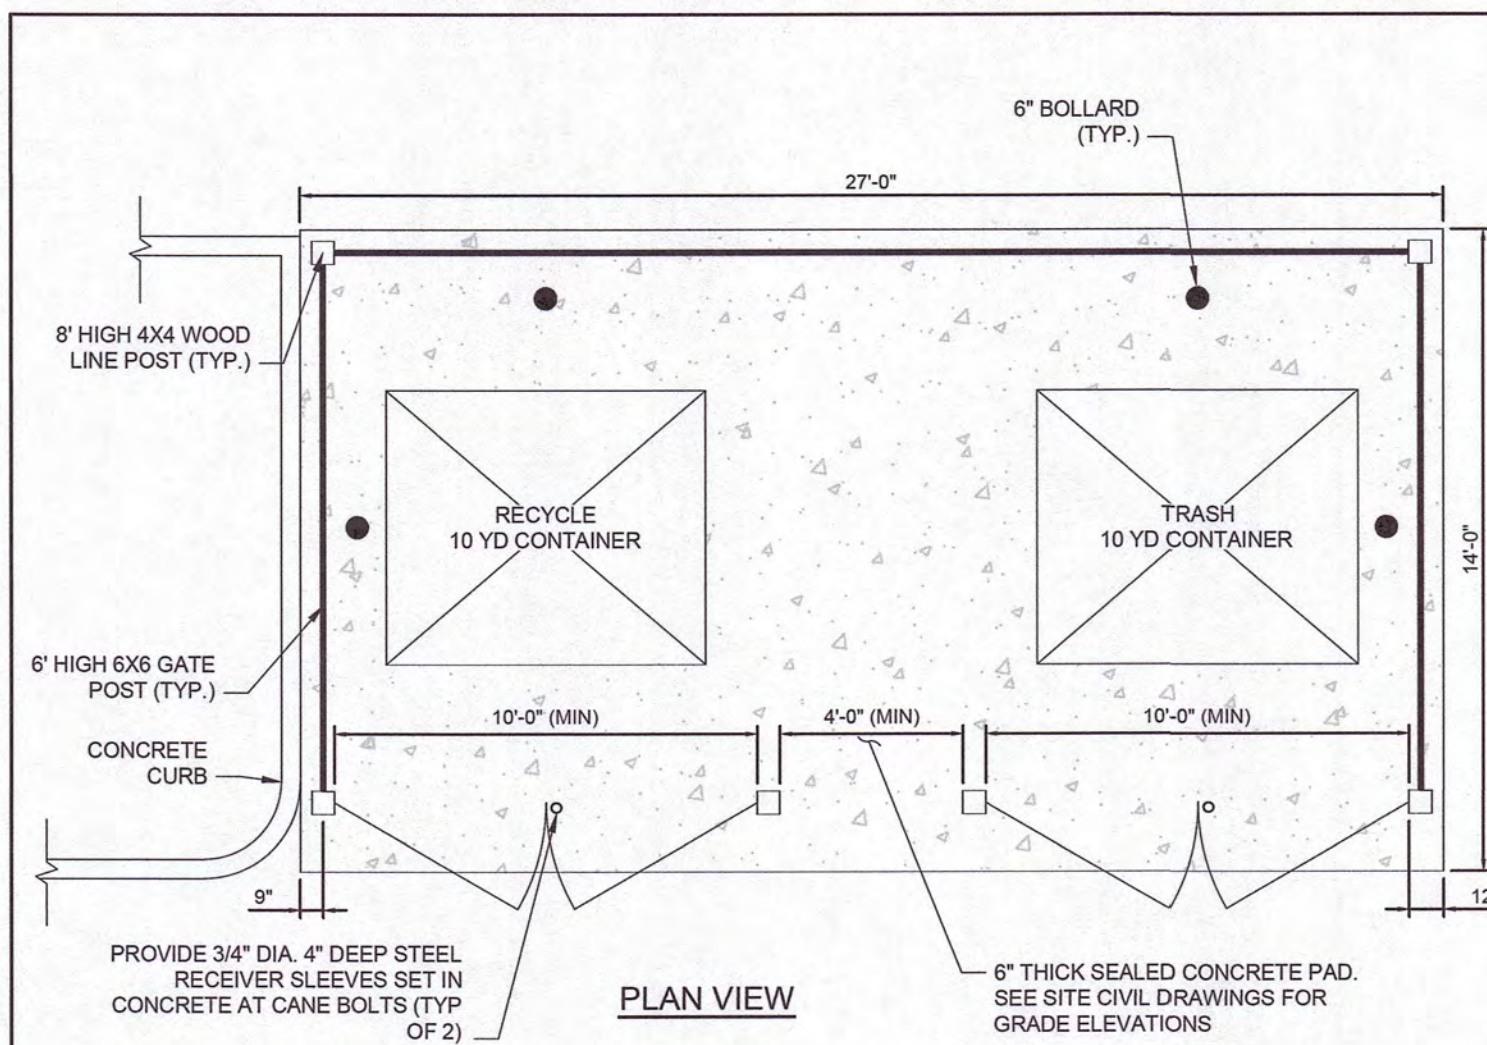 6" BOLLARD
(TYP.)
27'-0"
8' HIGH 4X4 WOOD
LINE POST (TYP.)
RECYCLE
10 YD CONTAINER
TRASH
10 YD CONTAINER
14'-0"
6' HIGH 6X6 GATE
POST (TYP.)
10'-0" (MIN)
4'-0" (MIN)
10'-0" (MIN)
CONCRETE
CURB
9"
12
PROVIDE 3/4" DIA. 4" DEEP STEEL
RECEIVER SLEEVES SET IN
CONCRETE AT CANE BOLTS (TYP
OF 2)
PLAN VIEW
6" THICK SEALED CONCRETE PAD.
SEE SITE CIVIL DRAWINGS FOR
GRADE ELEVATIONS